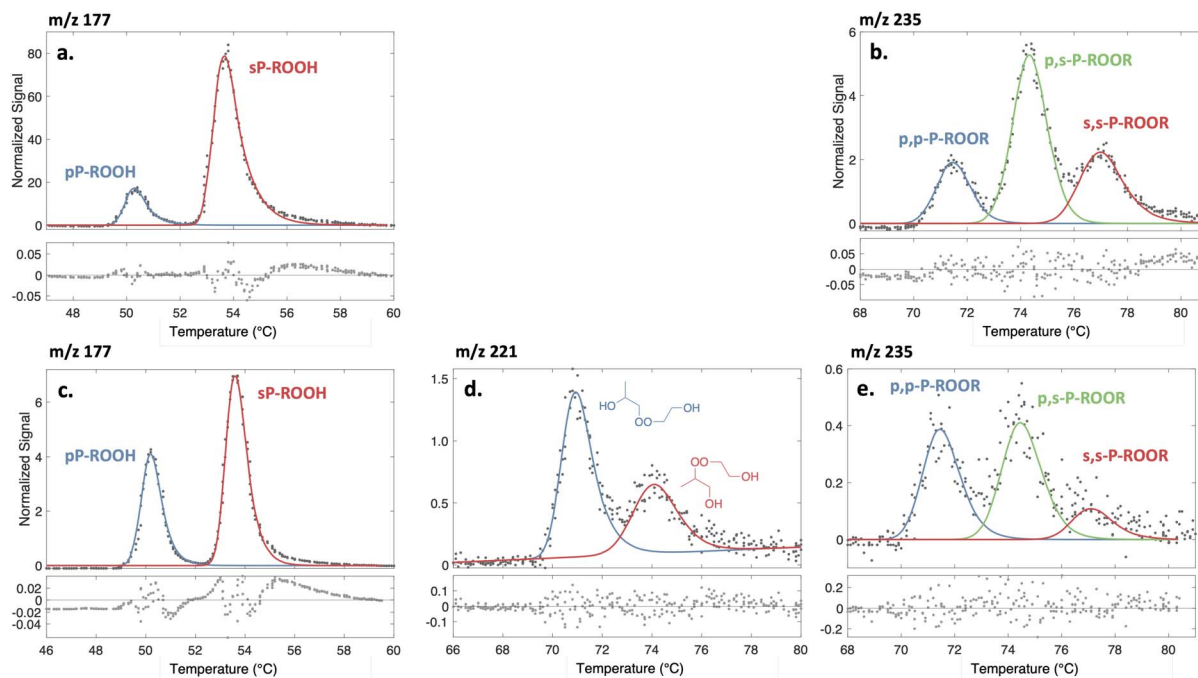 m/z 177
a.
sP-ROOH
pP-ROOH
Normalized Signal
80
60
40
20
0
0.05
0
-0.05
48 50 52 54 56 58 60
Temperature (°C)
m/z 235
b.
p,s-P-ROOR
p,p-P-ROOR
s,s-P-ROOR
Normalized Signal
6
4
2
0
0.05
0
-0.05
68 70 72 74 76 78 80
Temperature (°C)
m/z 177
c.
sP-ROOH
pP-ROOH
Normalized Signal
6
4
2
0
0.02
0
-0.02
-0.04
46 48 50 52 54 56 58 60
Temperature (°C)
m/z 221
d.
HO
OO
OH
OO
OH
OH
1.5
1.0
0.5
0
0.1
0
-0.1
66 68 70 72 74 76 78 80
Temperature (°C)
m/z 235
e.
p,p-P-ROOR
p,s-P-ROOR
s,s-P-ROOR
0.6
0.4
0.2
0
0.2
0
-0.2
68 70 72 74 76 78 80
Temperature (°C)